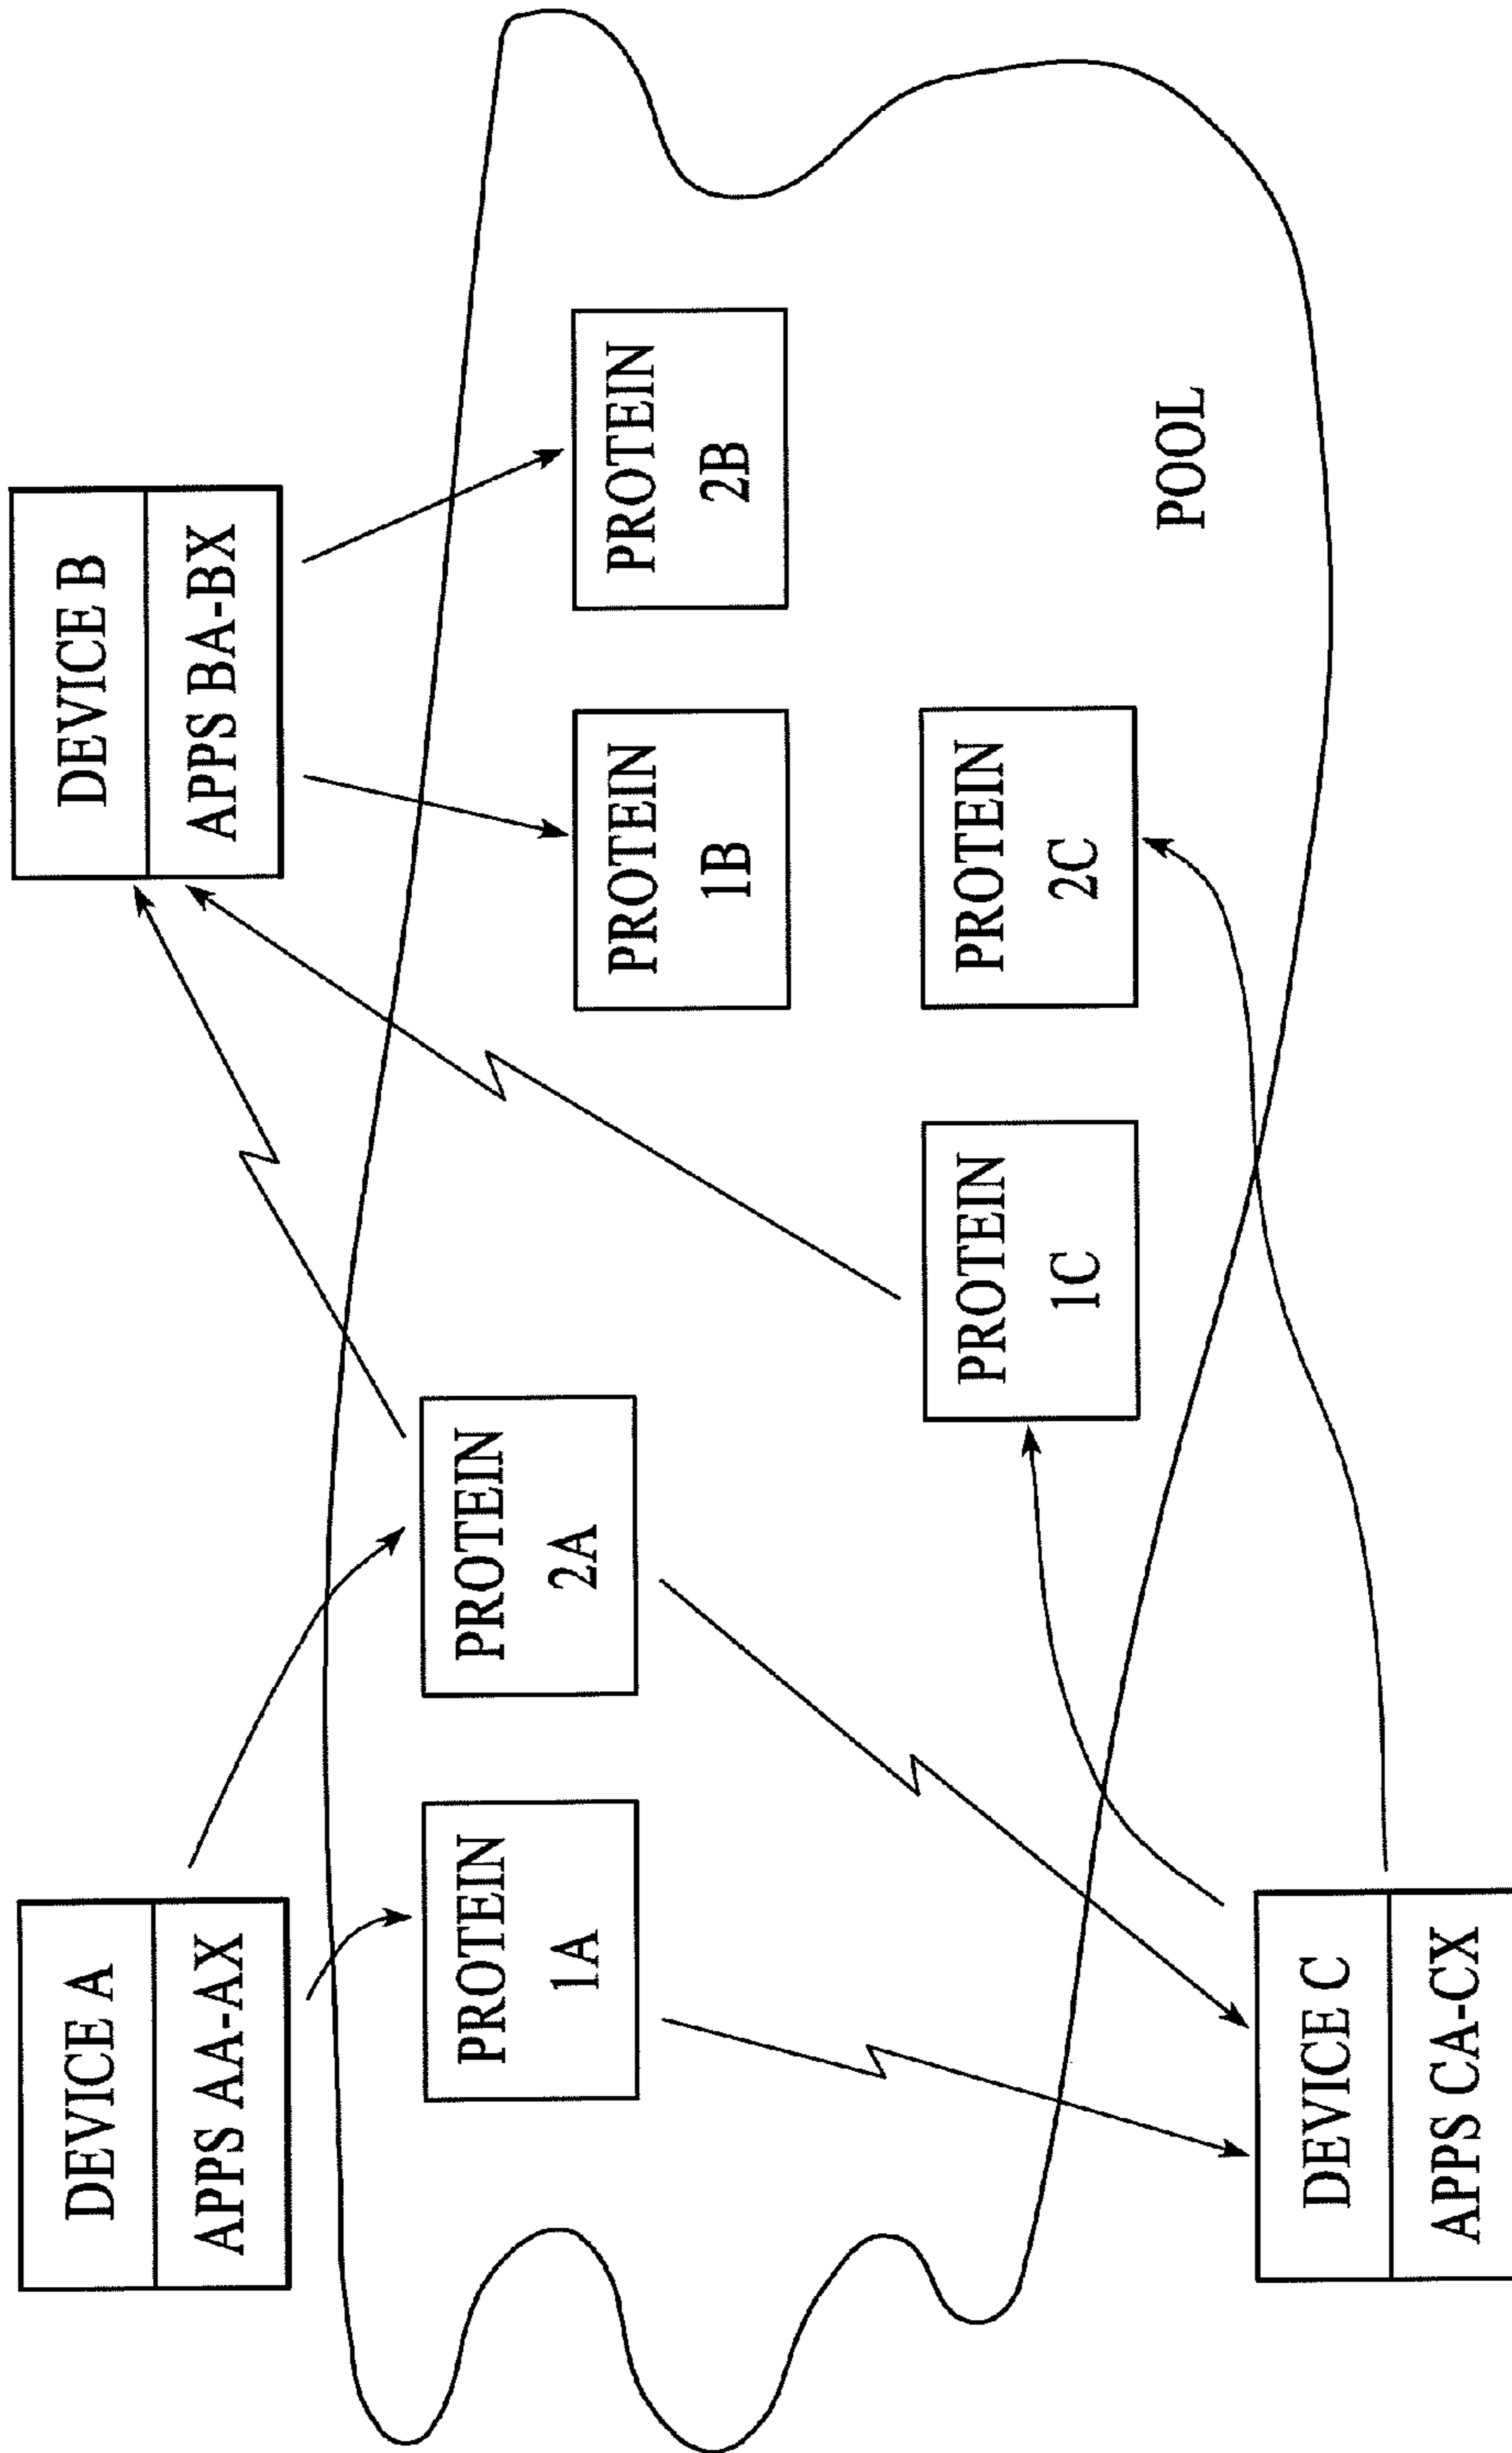 DEVICE A
APPS AA-AX
DEVICE B
APPS BA-BX
PROTEIN
1A
PROTEIN
2A
PROTEIN
1B
PROTEIN
2B
PROTEIN
1C
PROTEIN
2C
POOL
DEVICE C
APPS CA-CX